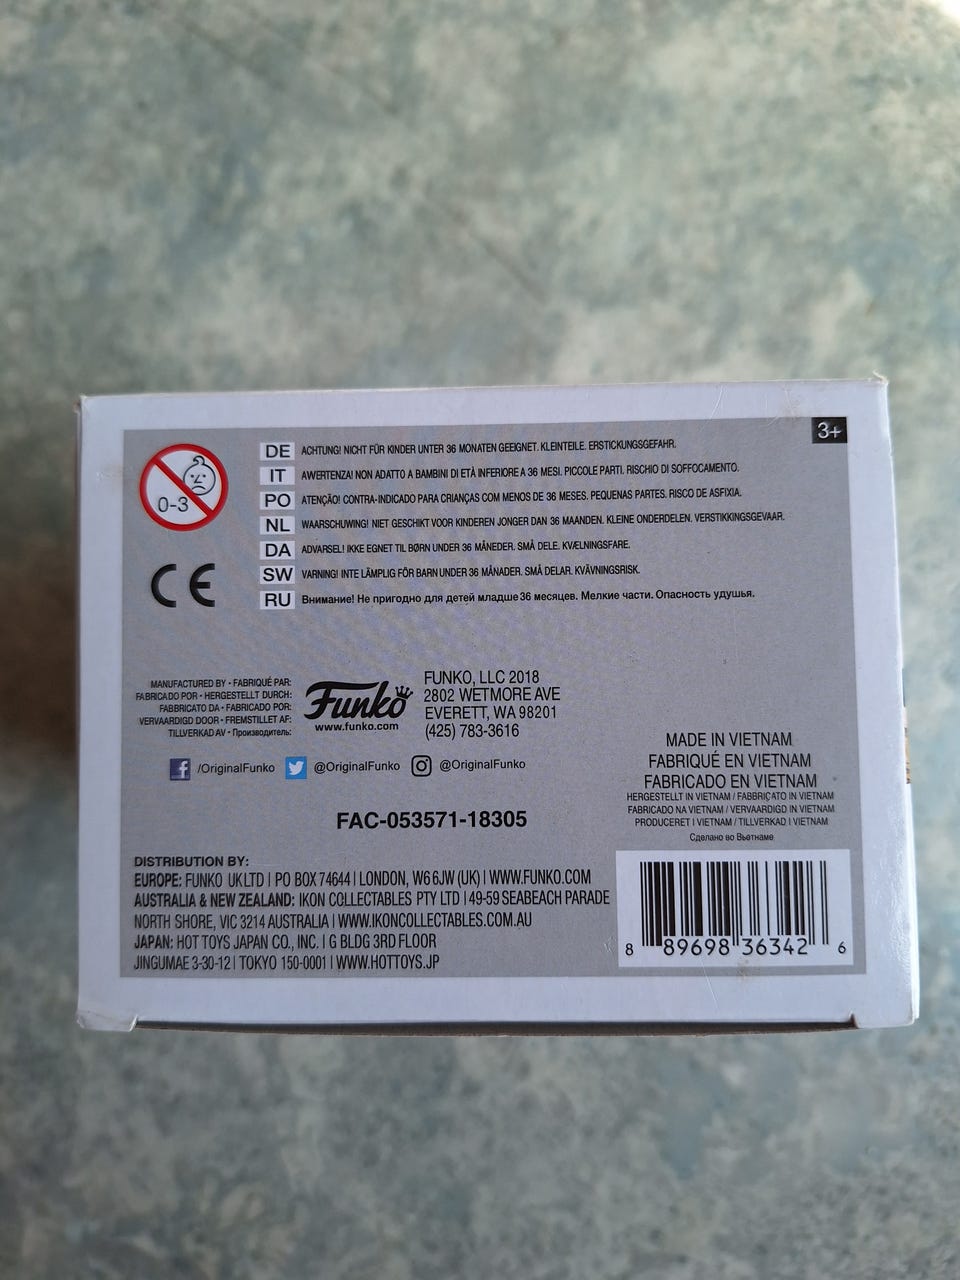 3+
0-3
CE
DE ACHTUNG! NICHT FÜR KINDER UNTER 36 MONATEN GEEIGNET. KLEINTEILE. ERSTICKUNGSGEFAHR.
IT AWERTENZA! NON ADATTO A BAMBINI DI ETÀ INFERIORE A 36 MESI. PICCOLE PARTI. RISCHIO DI SOFFOCAMENTO.
PO ATENÇÃO! CONTRA-INDICADO PARA CRIANÇAS COM MENOS DE 36 MESES. PEQUENAS PARTES. RISCO DE ASFIXIA.
NL WAARSCHUWING! NIET GESCHIKT VOOR KINDEREN JONGER DAN 36 MAANDEN. KLEINE ONDERDELEN. VERSTIKKINGSGEVAAR.
DA ADVARSEL! IKKE EGNET TIL BØRN UNDER 36 MÅNEDER. SMÅ DELE. KVÆLNINGSFARE.
SW VARNING! INTE LÄMPLIG FÖR BARN UNDER 36 MÅNADER. SMÅ DELAR. KVÄVNINGSRISK.
RU Внимание! Не пригодно для детей младше 36 месяцев. Мелкие части. Опасность удушья.
MANUFACTURED BY • FABRIQUÉ PAR:
FABRICADO POR • HERGESTELLT DURCH:
FABBRICATO DA • FABRICADO POR:
VERVAARDIGD DOOR • FREMSTILLET AF:
TILLVERKAD AV • Производитель:
Funko
www.funko.com
FUNKO, LLC 2018
2802 WETMORE AVE
EVERETT, WA 98201
(425) 783-3616
/OriginalFunko @OriginalFunko @OriginalFunko
FAC-053571-18305
MADE IN VIETNAM
FABRIQUÉ EN VIETNAM
FABRICADO EN VIETNAM
HERGESTELLT IN VIETNAM / FABBRICATO IN VIETNAM
FABRICADO NA VIETNAM / VERVAARDIGD IN VIETNAM
PRODUCERET I VIETNAM / TILLVERKAD I VIETNAM
Сделано во Вьетнаме
DISTRIBUTION BY:
EUROPE: FUNKO UK LTD | PO BOX 74644 | LONDON, W6 6JW (UK) | WWW.FUNKO.COM
AUSTRALIA & NEW ZEALAND: IKON COLLECTABLES PTY LTD | 49-59 SEABEACH PARADE
NORTH SHORE, VIC 3214 AUSTRALIA | WWW.IKONCOLLECTABLES.COM.AU
JAPAN: HOT TOYS JAPAN CO., INC. | G BLDG 3RD FLOOR
JINGUMAE 3-30-12 | TOKYO 150-0001 | WWW.HOTTOYS.JP
8 89698 36342 6